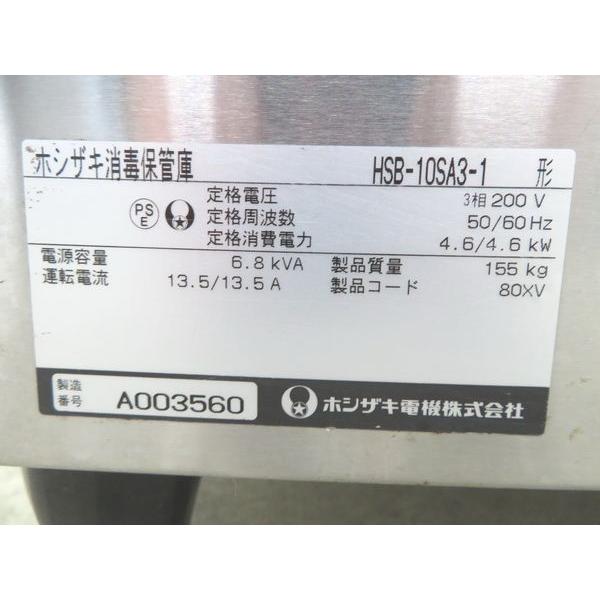 ホシザキ消毒保管庫 HSB-10SA3-1 形
PS
E
定格電圧 3相 200 V
定格周波数 50/60 Hz
定格消費電力 4.6/4.6 kW
電源容量 6.8 kVA 製品質量 155 kg
運転電流 13.5/13.5 A 製品コード 80XV
製造
番号 A003560
ホシザキ電機株式会社